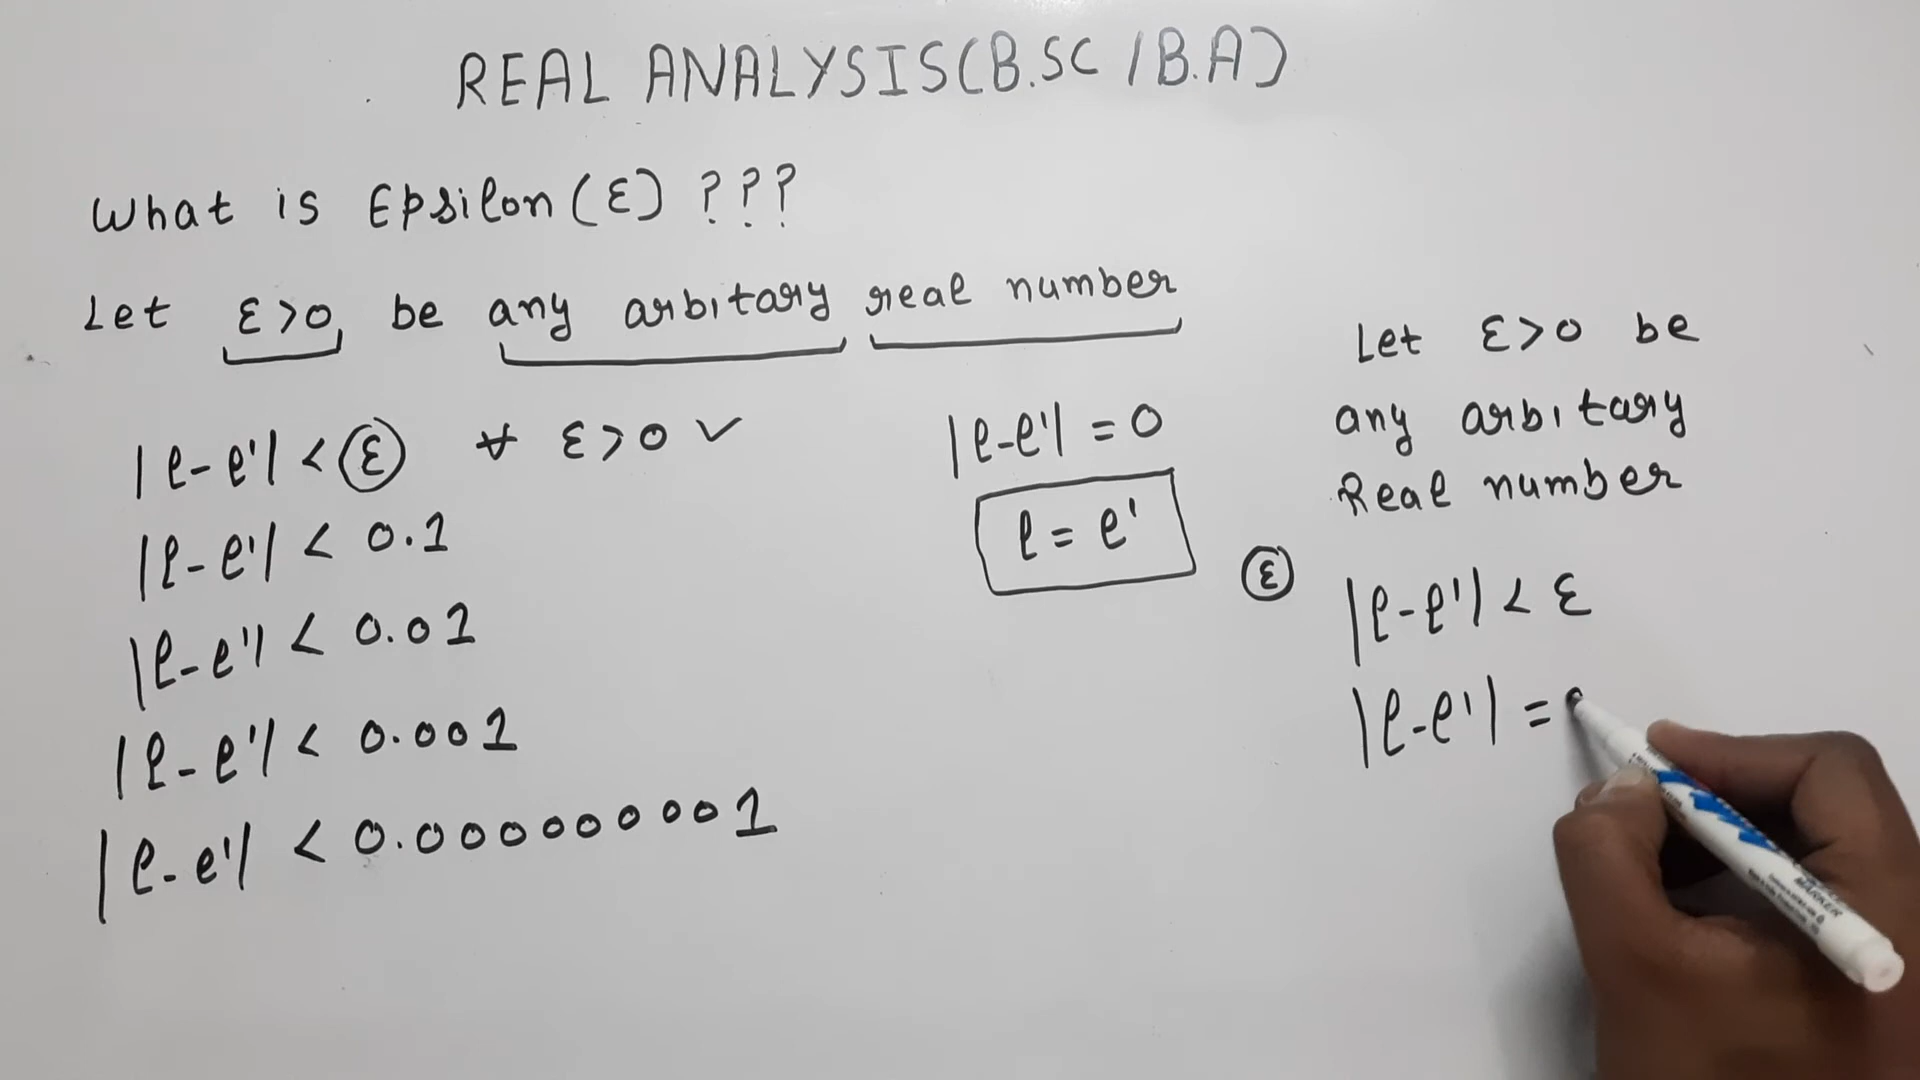 REAL ANALYSIS(B.SC / B.A)
What is Epsilon (ε) ???
Let ε>0, be any arbitary real number
|l-l'| < ε ∀ ε>0 ✓
|l-l'| < 0.1
|l-l'| < 0.01
|l-l'| < 0.001
|l-l'| < 0.000000001
|l-l'| = 0
l = l'
Let ε>0 be
any arbitary
Real number
ε
|l-l'| < ε
|l-l'| =